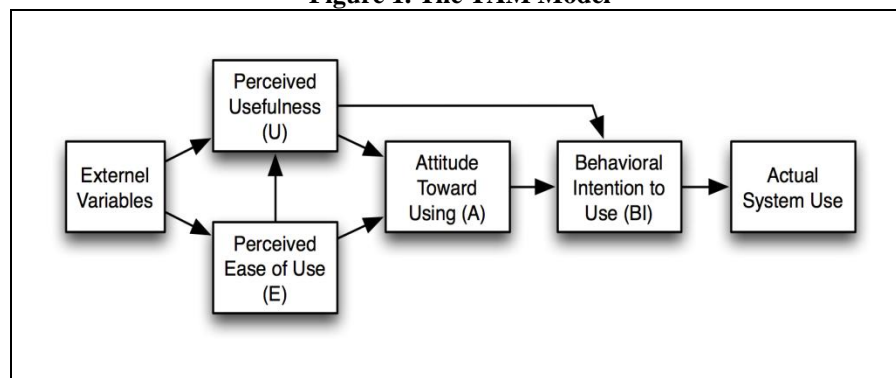 Figure 1. The TAM Model
Perceived
Usefulness
(U)
Externel
Variables
Perceived
Ease of Use
(E)
Attitude
Toward
Using (A)
Behavioral
Intention to
Use (BI)
Actual
System Use